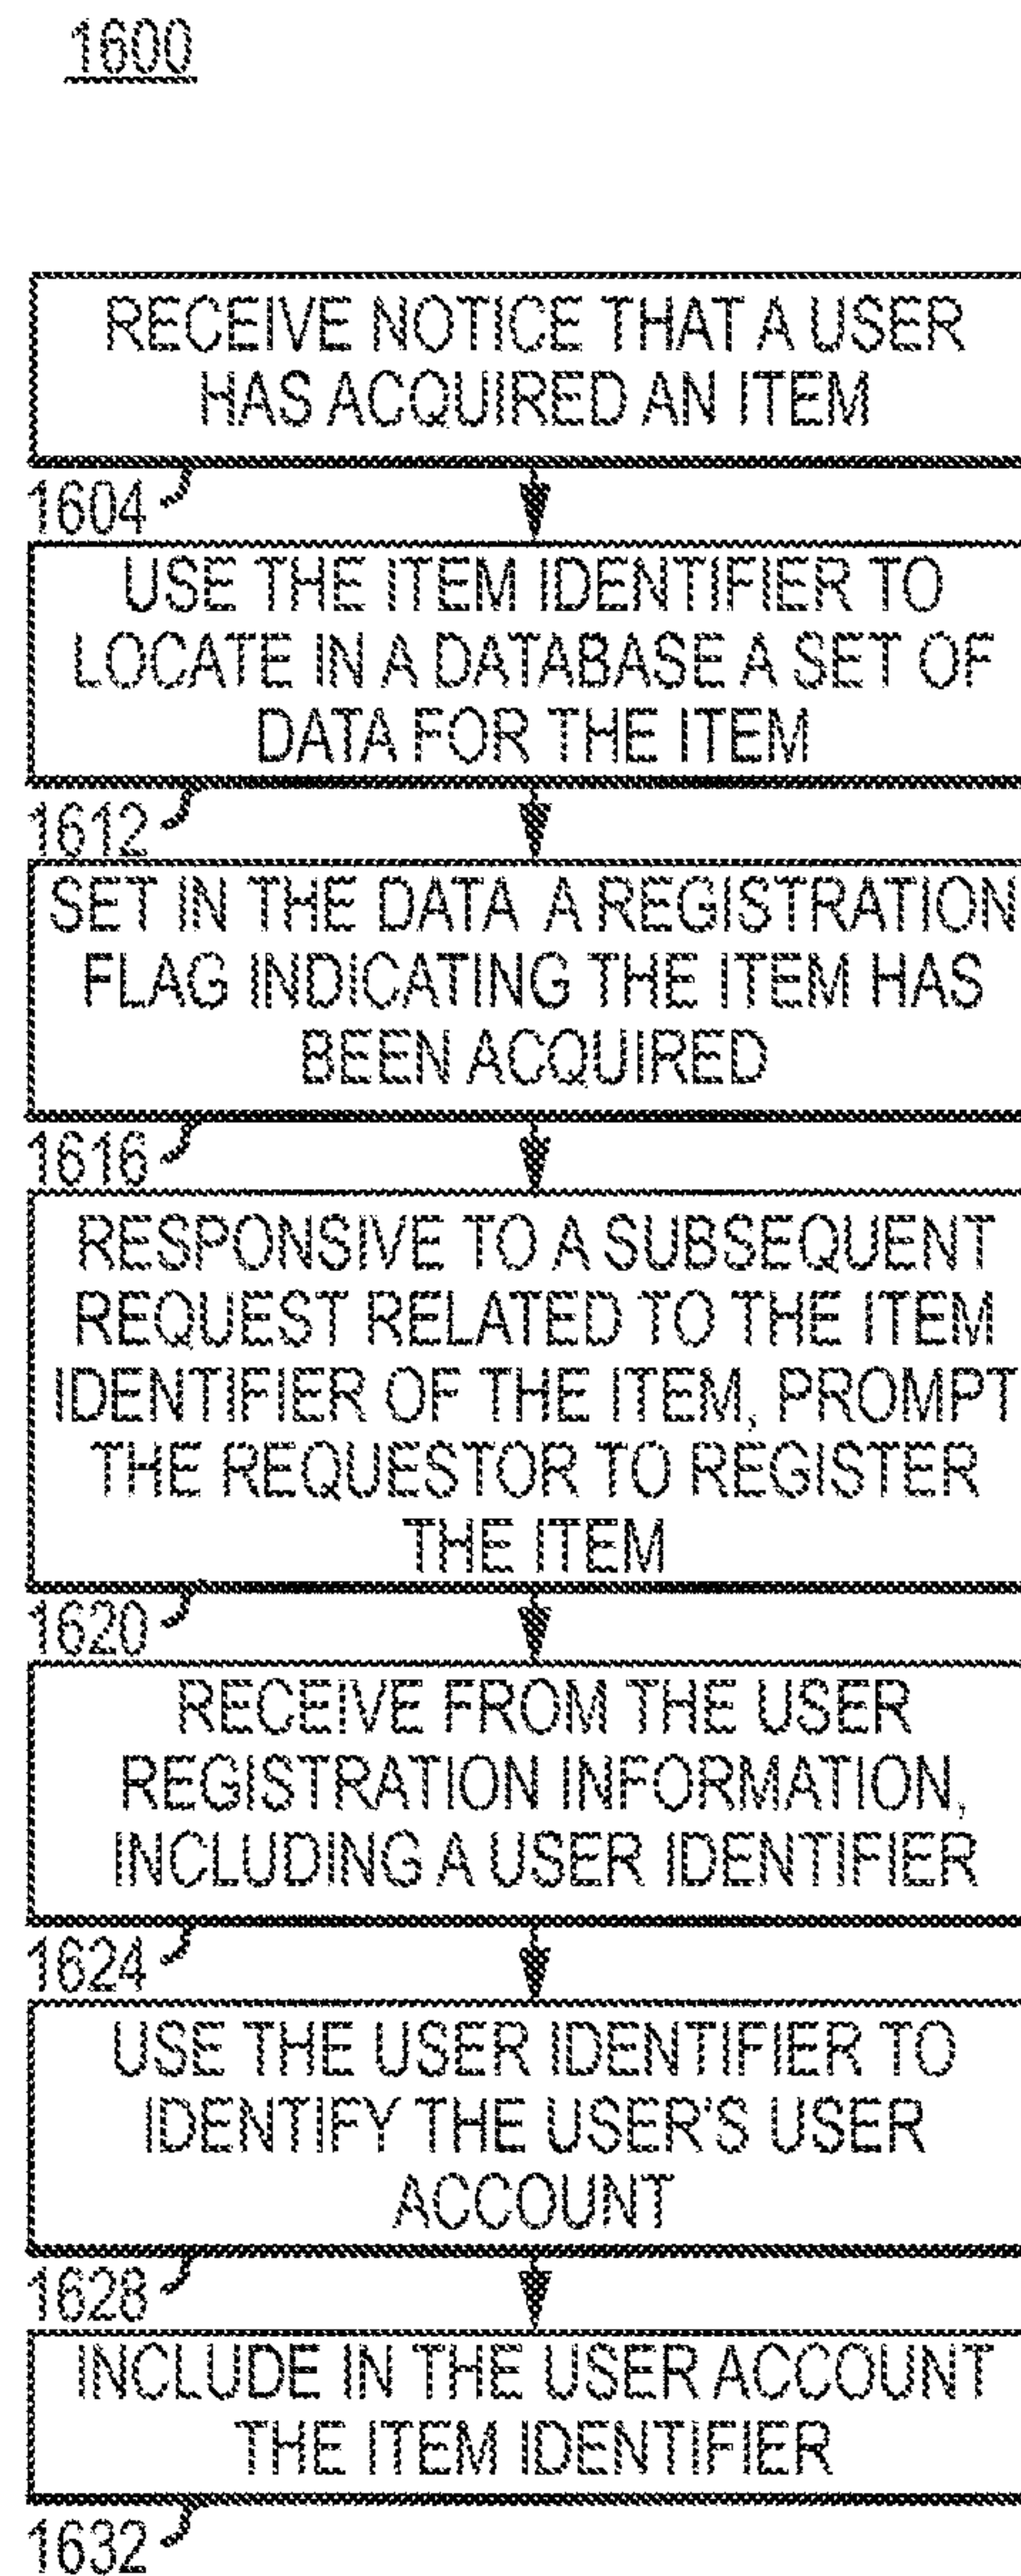 1600
RECEIVE NOTICE THAT A USER
HAS ACQUIRED AN ITEM
1604
USE THE ITEM IDENTIFIER TO
LOCATE IN A DATABASE A SET OF
DATA FOR THE ITEM
1612
SET IN THE DATA A REGISTRATION
FLAG INDICATING THE ITEM HAS
BEEN ACQUIRED
1616
RESPONSIVE TO A SUBSEQUENT
REQUEST RELATED TO THE ITEM
IDENTIFIER OF THE ITEM, PROMPT
THE REQUESTOR TO REGISTER
THE ITEM
1620
RECEIVE FROM THE USER
REGISTRATION INFORMATION,
INCLUDING A USER IDENTIFIER
1624
USE THE USER IDENTIFIER TO
IDENTIFY THE USER'S USER
ACCOUNT
1628
INCLUDE IN THE USER ACCOUNT
THE ITEM IDENTIFIER
1632